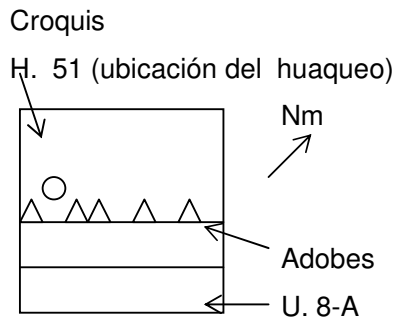 Croquis
H. 51 (ubicación del huaqueo)
Nm
Adobes
U. 8-A